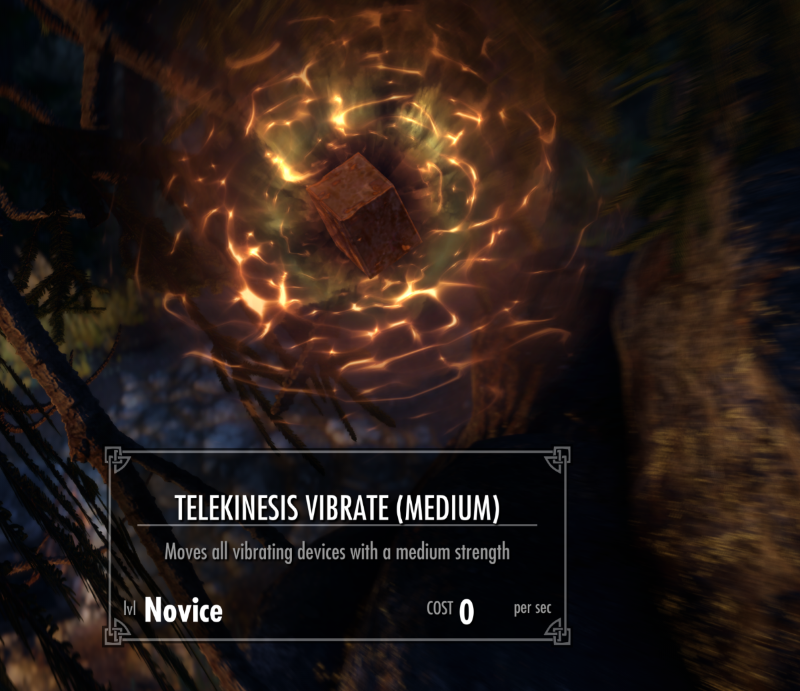 TELEKINESIS VIBRATE (MEDIUM)
Moves all vibrating devices with a medium strength
lvl Novice COST 0 per sec